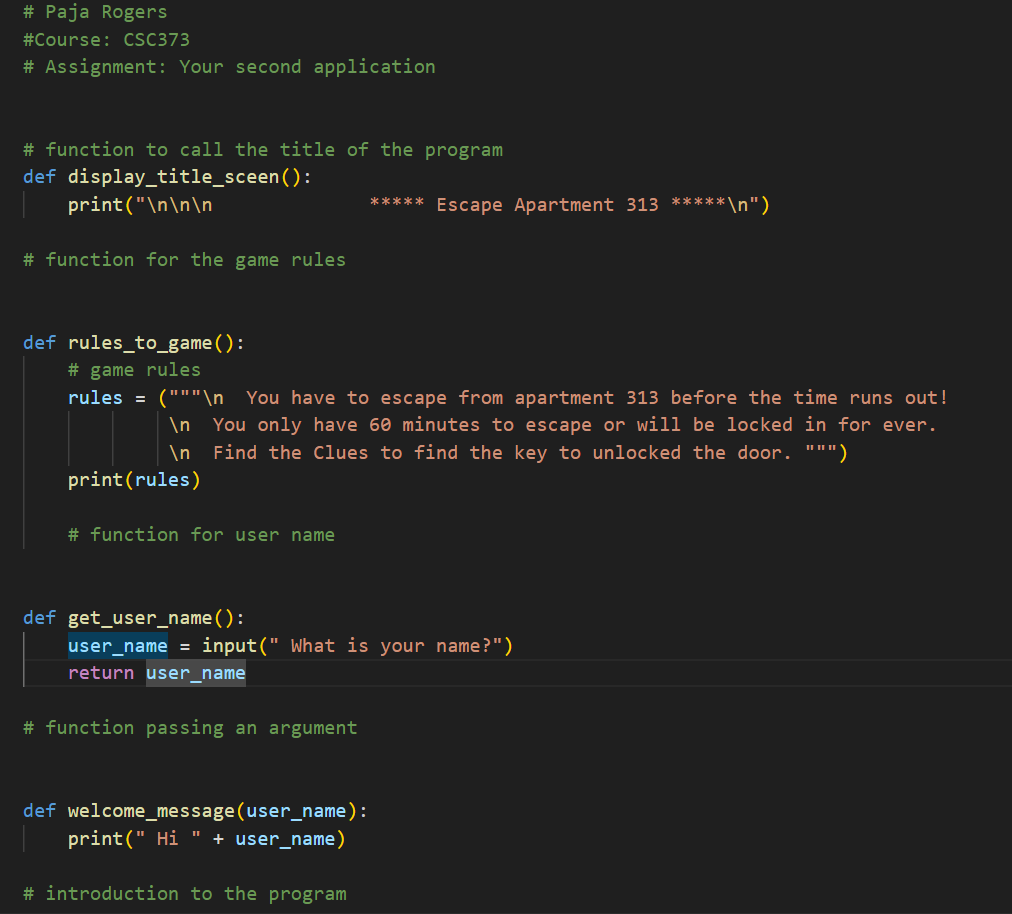 # Paja Rogers
#Course: CSC373
# Assignment: Your second application
# function to call the title of the program
def display_title_sceen():
    print("\n\n\n              ***** Escape Apartment 313 *****\n")
# function for the game rules
def rules_to_game():
    # game rules
    rules = ("""\n  You have to escape from apartment 313 before the time runs out!
             \n  You only have 60 minutes to escape or will be locked in for ever.
             \n  Find the Clues to find the key to unlocked the door. """)
    print(rules)
    # function for user name
def get_user_name():
    user_name = input(" What is your name?")
    return user_name
# function passing an argument
def welcome_message(user_name):
    print(" Hi " + user_name)
# introduction to the program